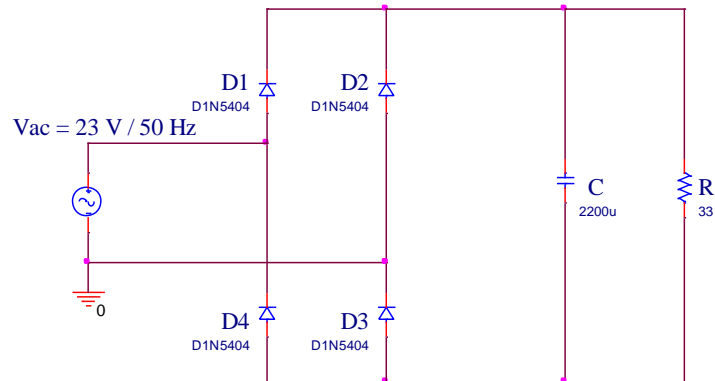 D1
D1N5404
D2
D1N5404
Vac = 23 V / 50 Hz
C
2200u
R
33
0
D4
D1N5404
D3
D1N5404